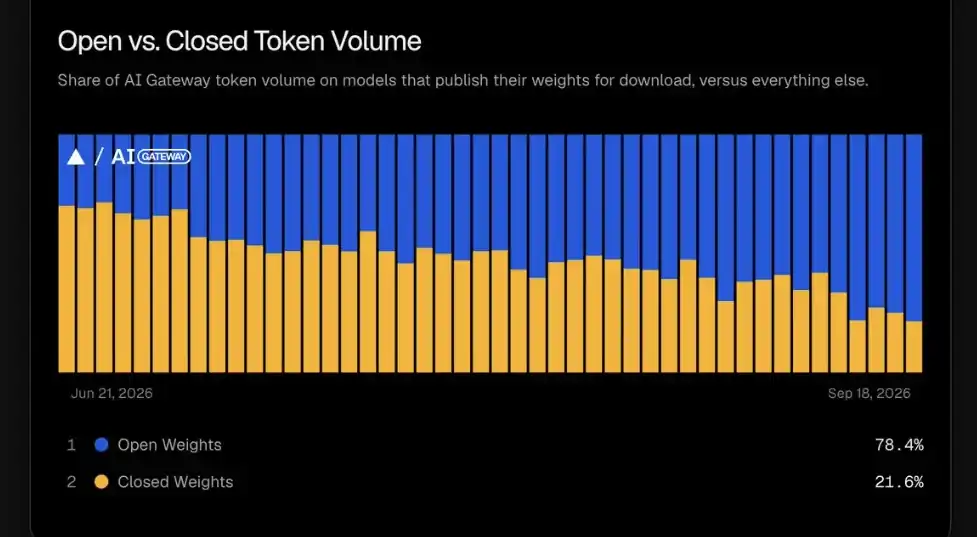 Open vs. Closed Token Volume
Share of AI Gateway token volume on models that publish their weights for download, versus everything else.
/ AI GATEWAY
Jun 21, 2026 Sep 18, 2026
1 Open Weights 78.4%
2 Closed Weights 21.6%